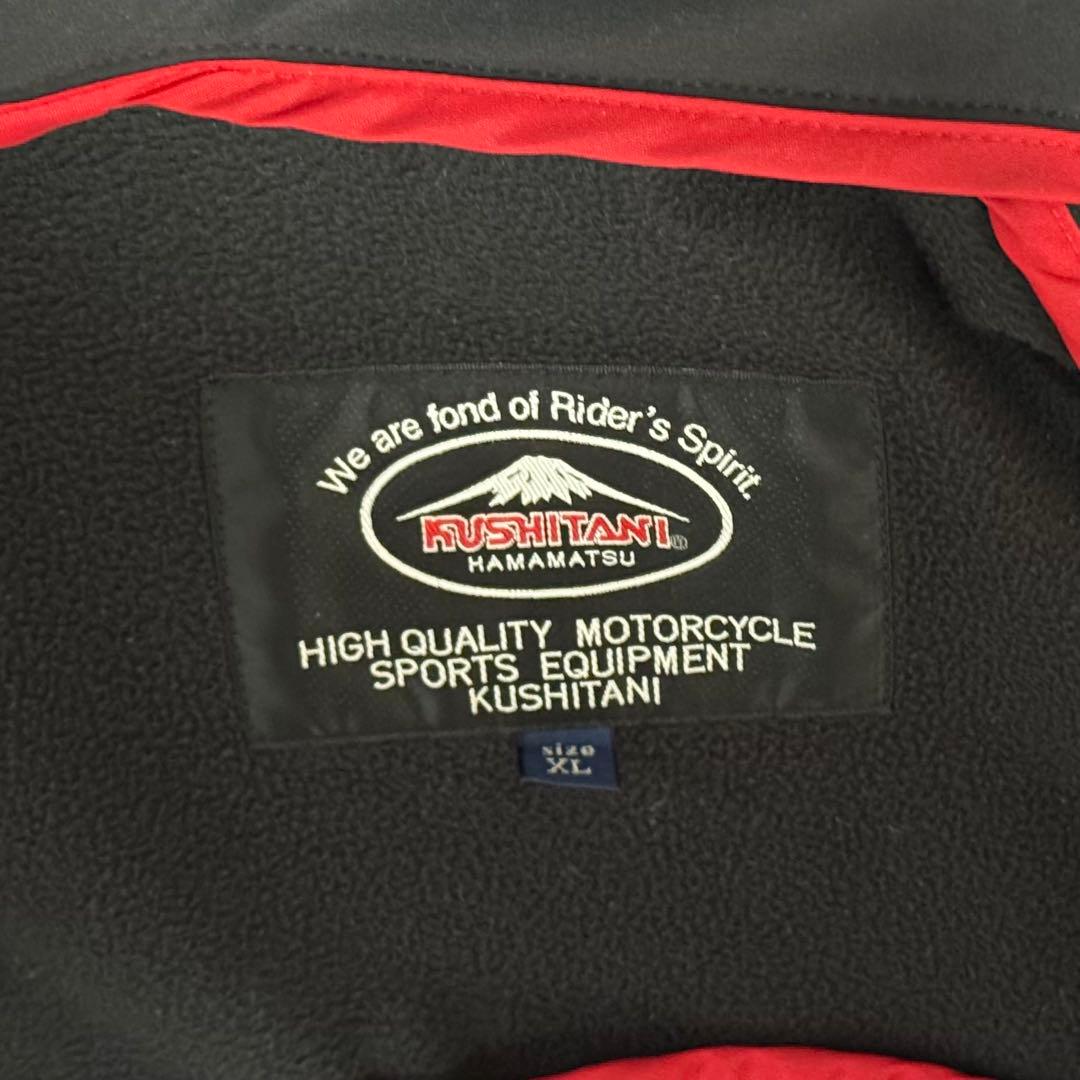 We are fond of Rider's Spirit.
KUSHITANI®
HAMAMATSU
HIGH QUALITY MOTORCYCLE
SPORTS EQUIPMENT
KUSHITANI
size
XL